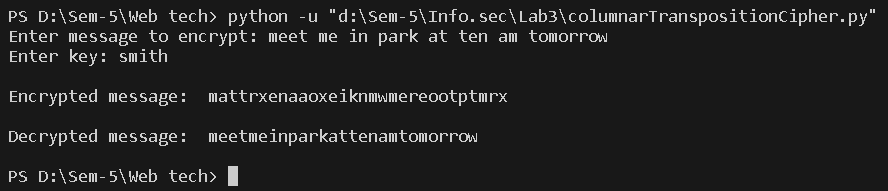 PS D:\Sem-5\Web tech> python -u "d:\Sem-5\Info.sec\Lab3\columnarTranspositionCipher.py"
Enter message to encrypt: meet me in park at ten am tomorrow
Enter key: smith
Encrypted message:  mattrxenaaoxeiknmwmereootptmrx
Decrypted message:  meetmeinparkattenamtomorrow
PS D:\Sem-5\Web tech>